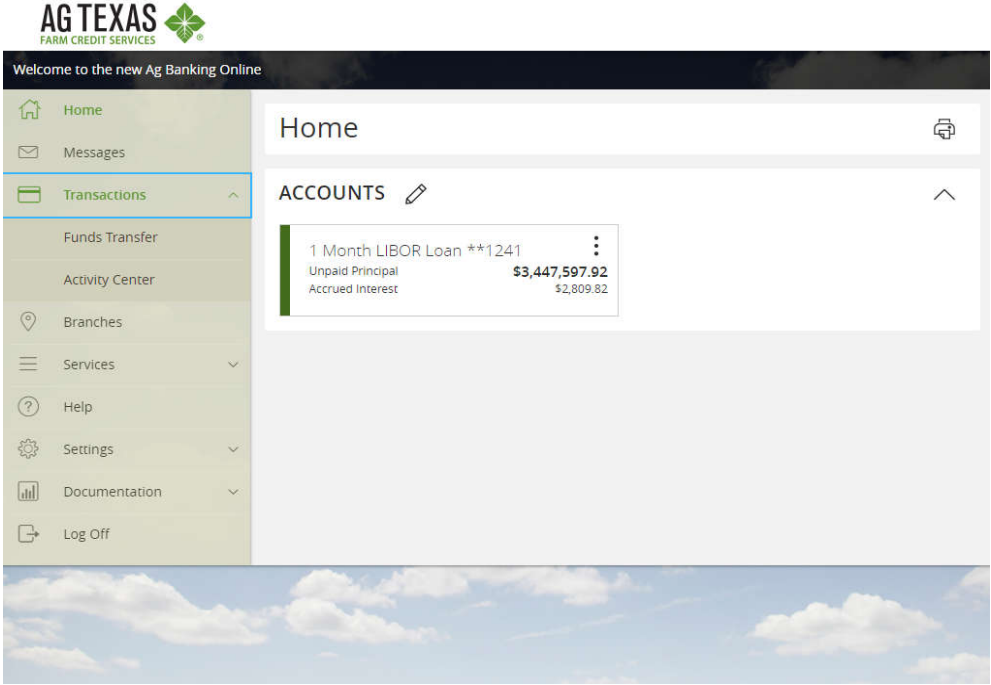 AG TEXAS
FARM CREDIT SERVICES
®
Welcome to the new Ag Banking Online
Home
Messages
Transactions
Funds Transfer
Activity Center
Branches
Services
Help
Settings
Documentation
Log Off
Home
ACCOUNTS
1 Month LIBOR Loan **1241
Unpaid Principal $3,447,597.92
Accrued Interest $2,809.82